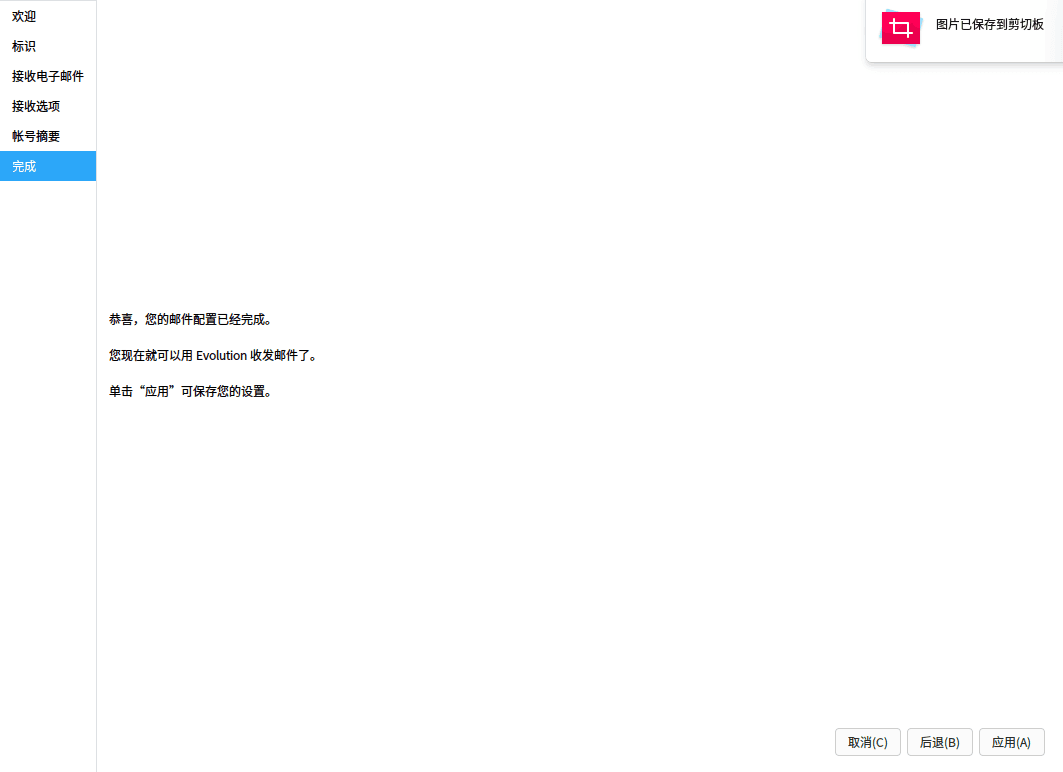 欢迎
标识
接收电子邮件
接收选项
帐号摘要
完成
图片已保存到剪切板
恭喜，您的邮件配置已经完成。
您现在就可以用 Evolution 收发邮件了。
单击“应用”可保存您的设置。
取消(C)
后退(B)
应用(A)